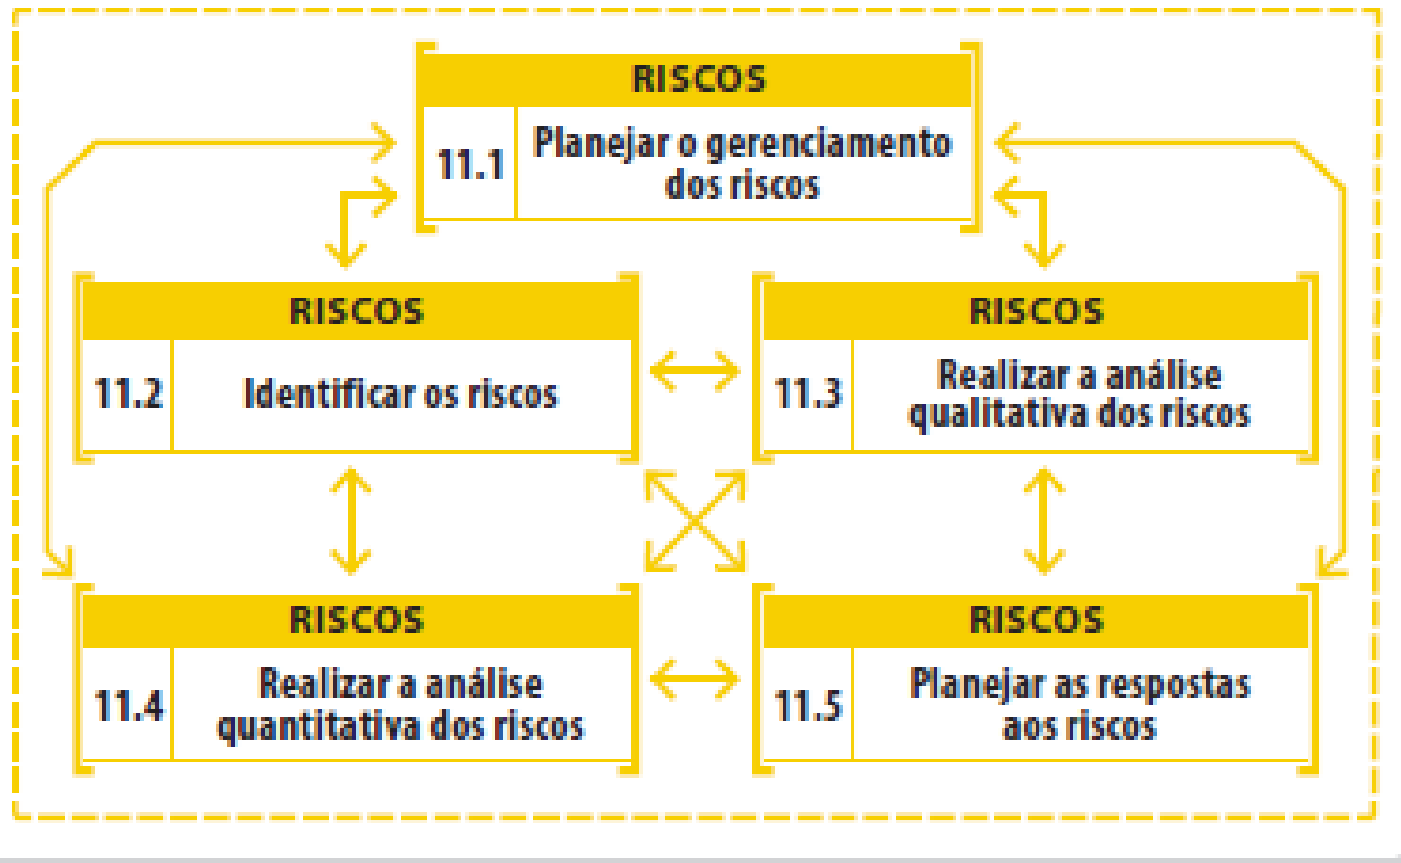 RISCOS
11.1
Planejar o gerenciamento
dos riscos
RISCOS
11.2
Identificar os riscos
RISCOS
11.3
Realizar a análise
qualitativa dos riscos
RISCOS
11.4
Realizar a análise
quantitativa dos riscos
RISCOS
11.5
Planejar as respostas
aos riscos